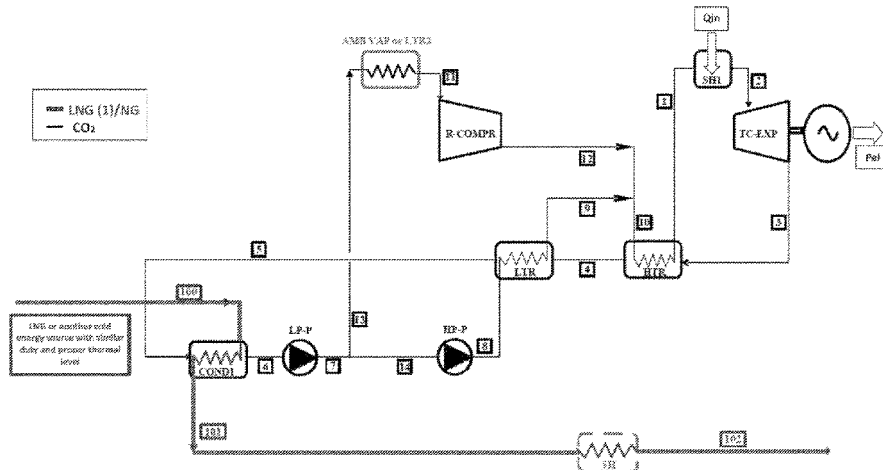 Qin
AMB VAP or LTR2
11
SH1
2
1
LNG (1)/NG
CO₂
R-COMPR
TC-EXP
Pel
12
9
10
3
5
LTR
4
HTR
100
LNG or another cold
energy source with similar
duty and proper thermal
level
13
LP-P
HP-P
COND1
6
7
14
8
101
102
SH